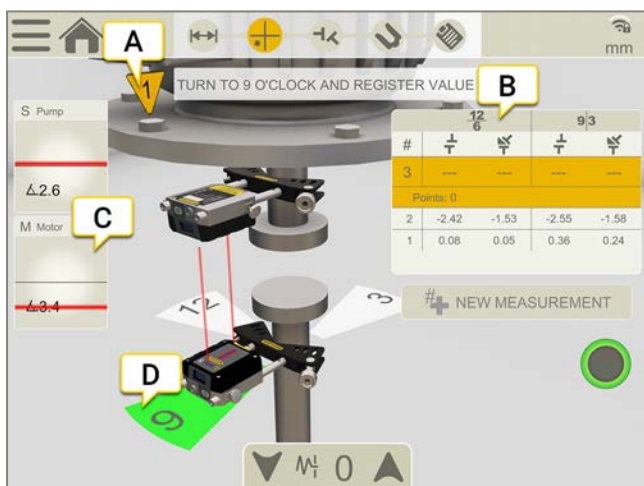 A
1
TURN TO 9 O'CLOCK AND REGISTER VALUE
mm
B
S Pump
∡2.6
C
M Motor
∡3.4
12
6
9|3
#
3 --- --- --- ---
Points: 0
2 -2.42 -1.53 -2.55 -1.58
1 0.08 0.05 0.36 0.24
# NEW MEASUREMENT
12
3
D
9
0